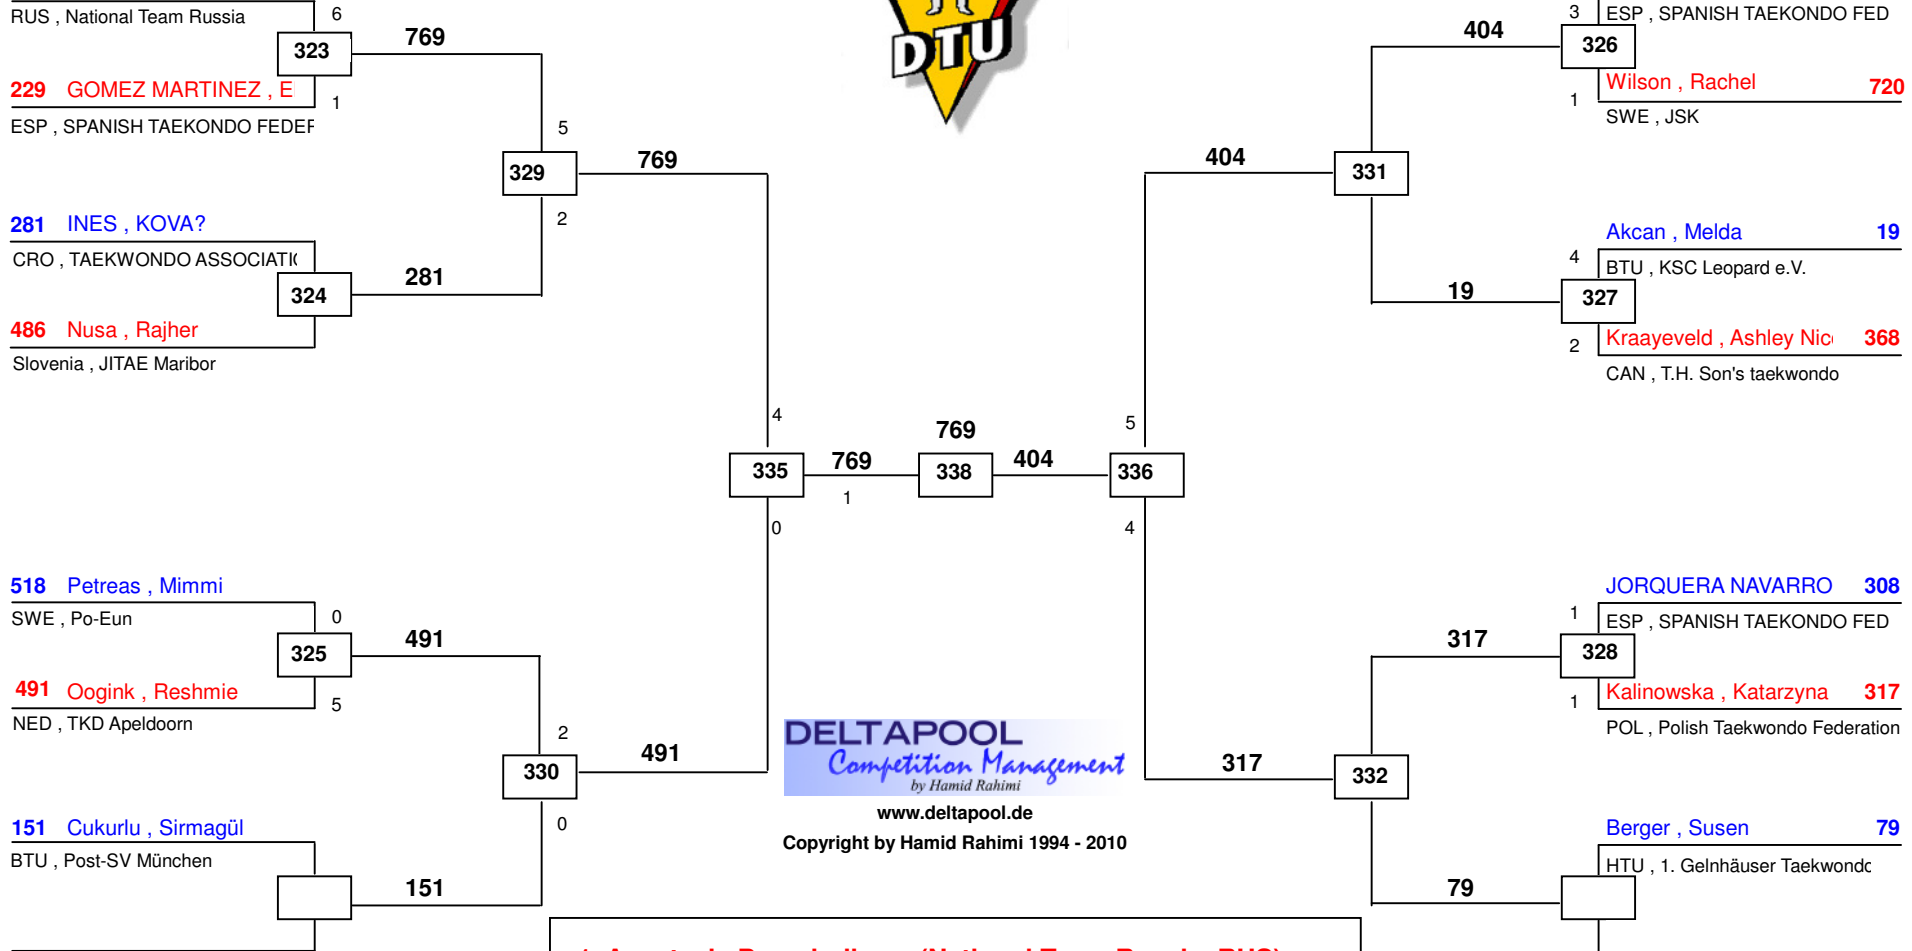 RUS , National Team Russia
6
323
769
229 GOMEZ MARTINEZ , E
1
ESP , SPANISH TAEKONDO FEDER
5
329
769
2
281 INES , KOVA?
CRO , TAEKWONDO ASSOCIATI
324
281
486 Nusa , Rajher
Slovenia , JITAE Maribor
DTU
3
ESP , SPANISH TAEKONDO FED
404
326
Wilson , Rachel 720
1
SWE , JSK
404
331
Akcan , Melda 19
4
BTU , KSC Leopard e.V.
19
327
Kraayeveld , Ashley Nic 368
2
CAN , T.H. Son's taekwondo
4
335
769
1
0
769
338
404
5
336
4
518 Petreas , Mimmi
SWE , Po-Eun
0
325
491
491 Oogink , Reshmie
5
NED , TKD Apeldoorn
2
330
491
0
151 Cukurlu , Sirmagül
BTU , Post-SV München
151
JORQUERA NAVARRO 308
1
ESP , SPANISH TAEKONDO FED
317
328
Kalinowska , Katarzyna 317
1
POL , Polish Taekwondo Federation
317
332
Berger , Susen 79
HTU , 1. Gelnhäuser Taekwondo
79
DELTAPOOL
Competition Management
by Hamid Rahimi
www.deltapool.de
Copyright by Hamid Rahimi 1994 - 2010